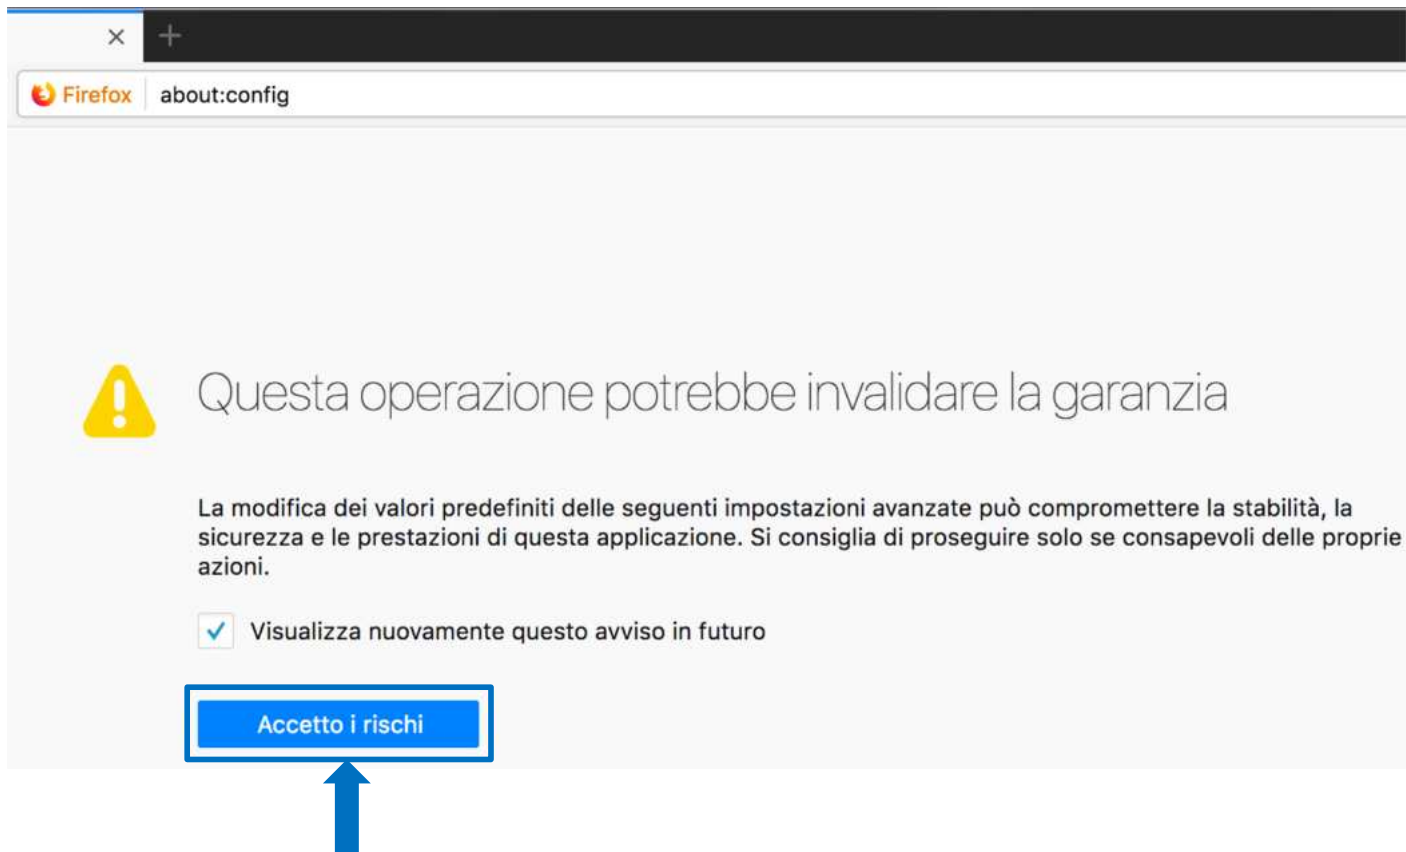 Firefox about:config
Questa operazione potrebbe invalidare la garanzia
La modifica dei valori predefiniti delle seguenti impostazioni avanzate può compromettere la stabilità, la
sicurezza e le prestazioni di questa applicazione. Si consiglia di proseguire solo se consapevoli delle proprie
azioni.
Visualizza nuovamente questo avviso in futuro
Accetto i rischi